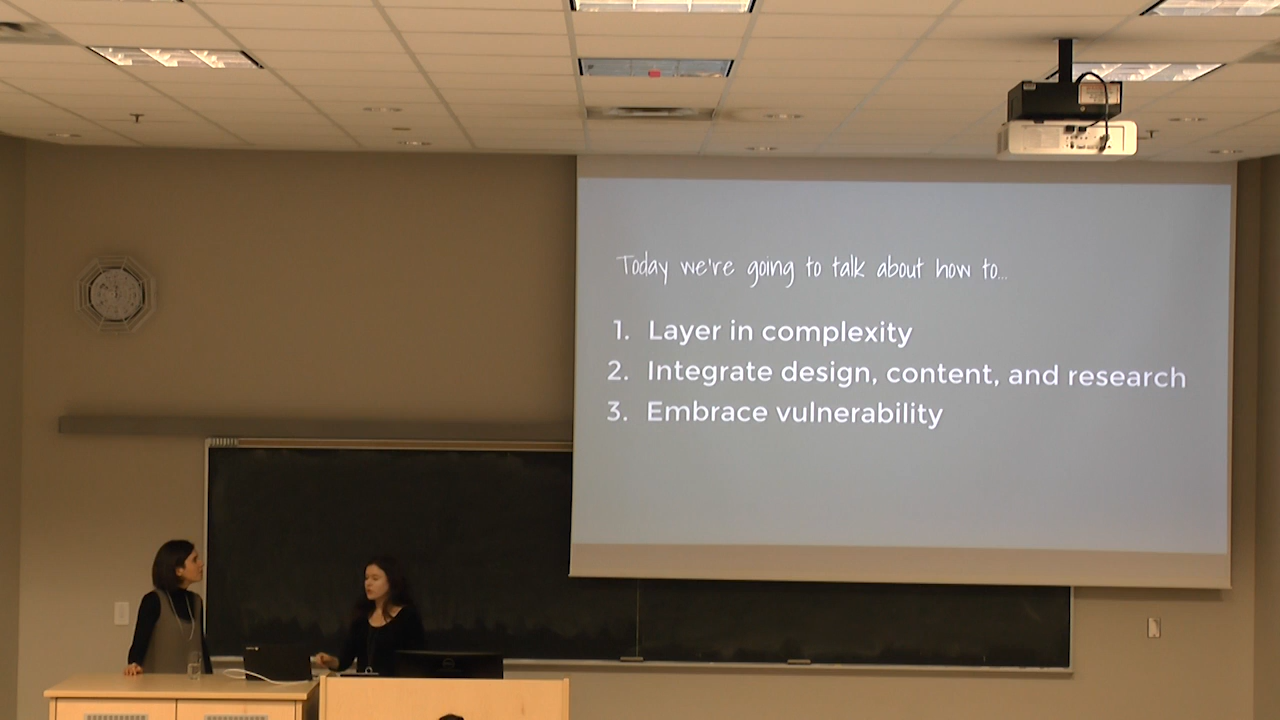 Today we're going to talk about how to...
1. Layer in complexity
2. Integrate design, content, and research
3. Embrace vulnerability